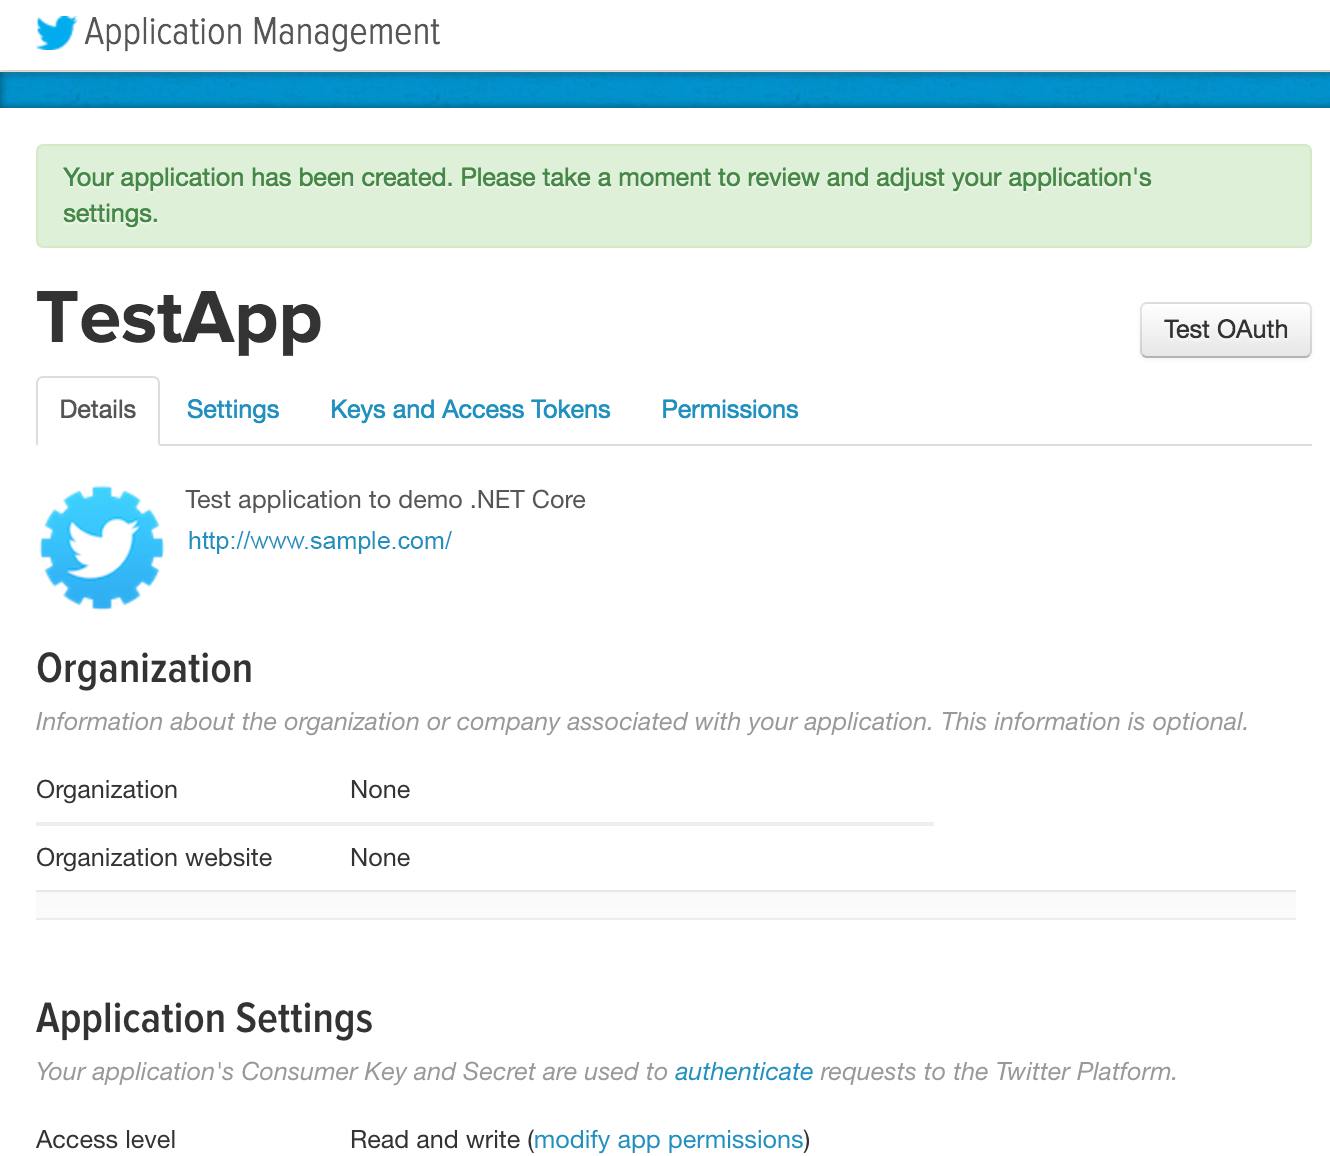 Application Management
Your application has been created. Please take a moment to review and adjust your application's
settings.
TestApp
Test OAuth
Details Settings Keys and Access Tokens Permissions
Test application to demo .NET Core
http://www.sample.com/
Organization
Information about the organization or company associated with your application. This information is optional.
Organization None
Organization website None
Application Settings
Your application's Consumer Key and Secret are used to authenticate requests to the Twitter Platform.
Access level Read and write (modify app permissions)